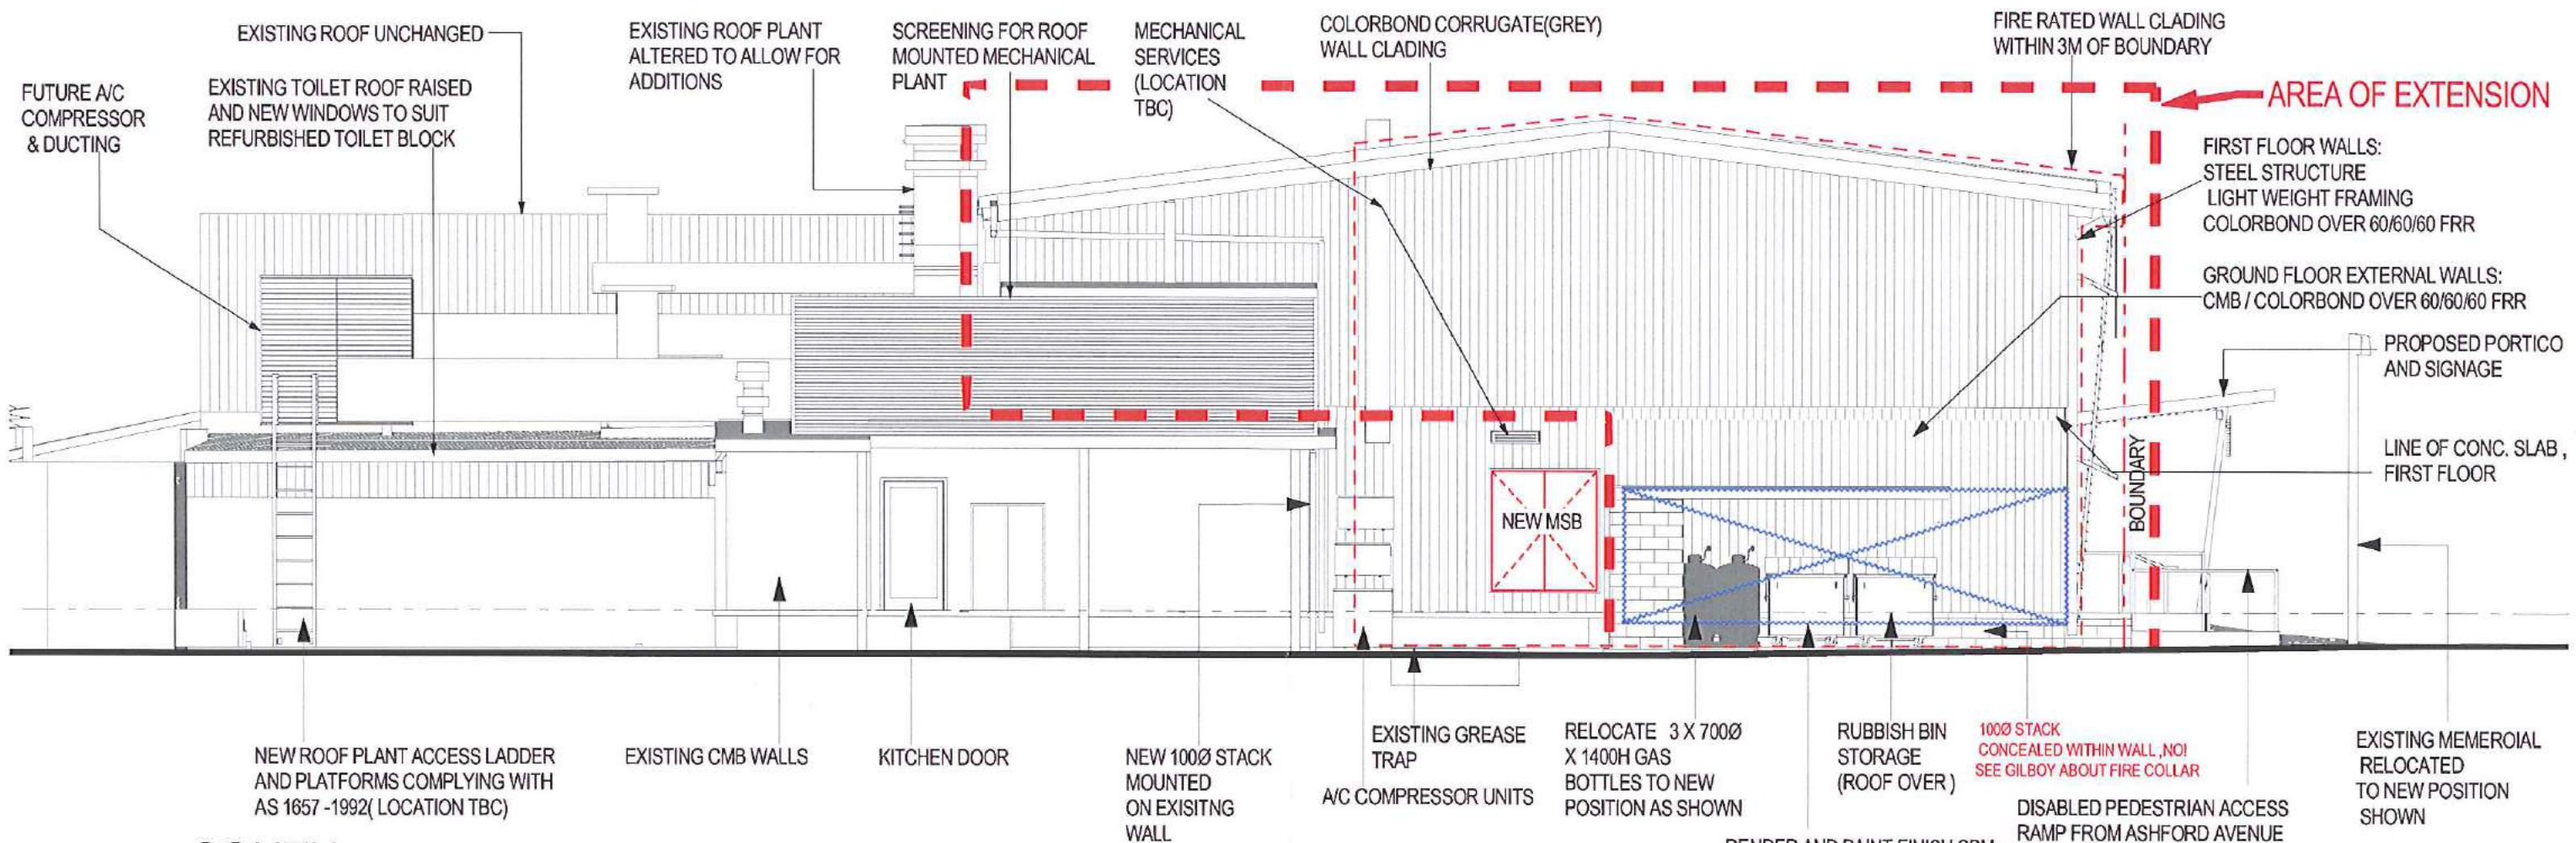 EXISTING ROOF UNCHANGED
EXISTING ROOF PLANT
ALTERED TO ALLOW FOR
ADDITIONS
SCREENING FOR ROOF
MOUNTED MECHANICAL
PLANT
MECHANICAL
SERVICES
(LOCATION
TBC)
COLORBOND CORRUGATE(GREY)
WALL CLADING
FIRE RATED WALL CLADING
WITHIN 3M OF BOUNDARY
FUTURE A/C
COMPRESSOR
& DUCTING
EXISTING TOILET ROOF RAISED
AND NEW WINDOWS TO SUIT
REFURBISHED TOILET BLOCK
AREA OF EXTENSION
FIRST FLOOR WALLS:
STEEL STRUCTURE
LIGHT WEIGHT FRAMING
COLORBOND OVER 60/60/60 FRR
GROUND FLOOR EXTERNAL WALLS:
CMB / COLORBOND OVER 60/60/60 FRR
PROPOSED PORTICO
AND SIGNAGE
LINE OF CONC. SLAB ,
FIRST FLOOR
BOUNDARY
NEW MSB
NEW ROOF PLANT ACCESS LADDER
AND PLATFORMS COMPLYING WITH
AS 1657 -1992( LOCATION TBC)
EXISTING CMB WALLS
KITCHEN DOOR
NEW 100Ø STACK
MOUNTED
ON EXISITNG
WALL
EXISTING GREASE
TRAP
A/C COMPRESSOR UNITS
RELOCATE 3 X 700Ø
X 1400H GAS
BOTTLES TO NEW
POSITION AS SHOWN
RUBBISH BIN
STORAGE
(ROOF OVER )
100Ø STACK
CONCEALED WITHIN WALL ,NO!
SEE GILBOY ABOUT FIRE COLLAR
DISABLED PEDESTRIAN ACCESS
RAMP FROM ASHFORD AVENUE
EXISTING MEMEROIAL
RELOCATED
TO NEW POSITION
SHOWN